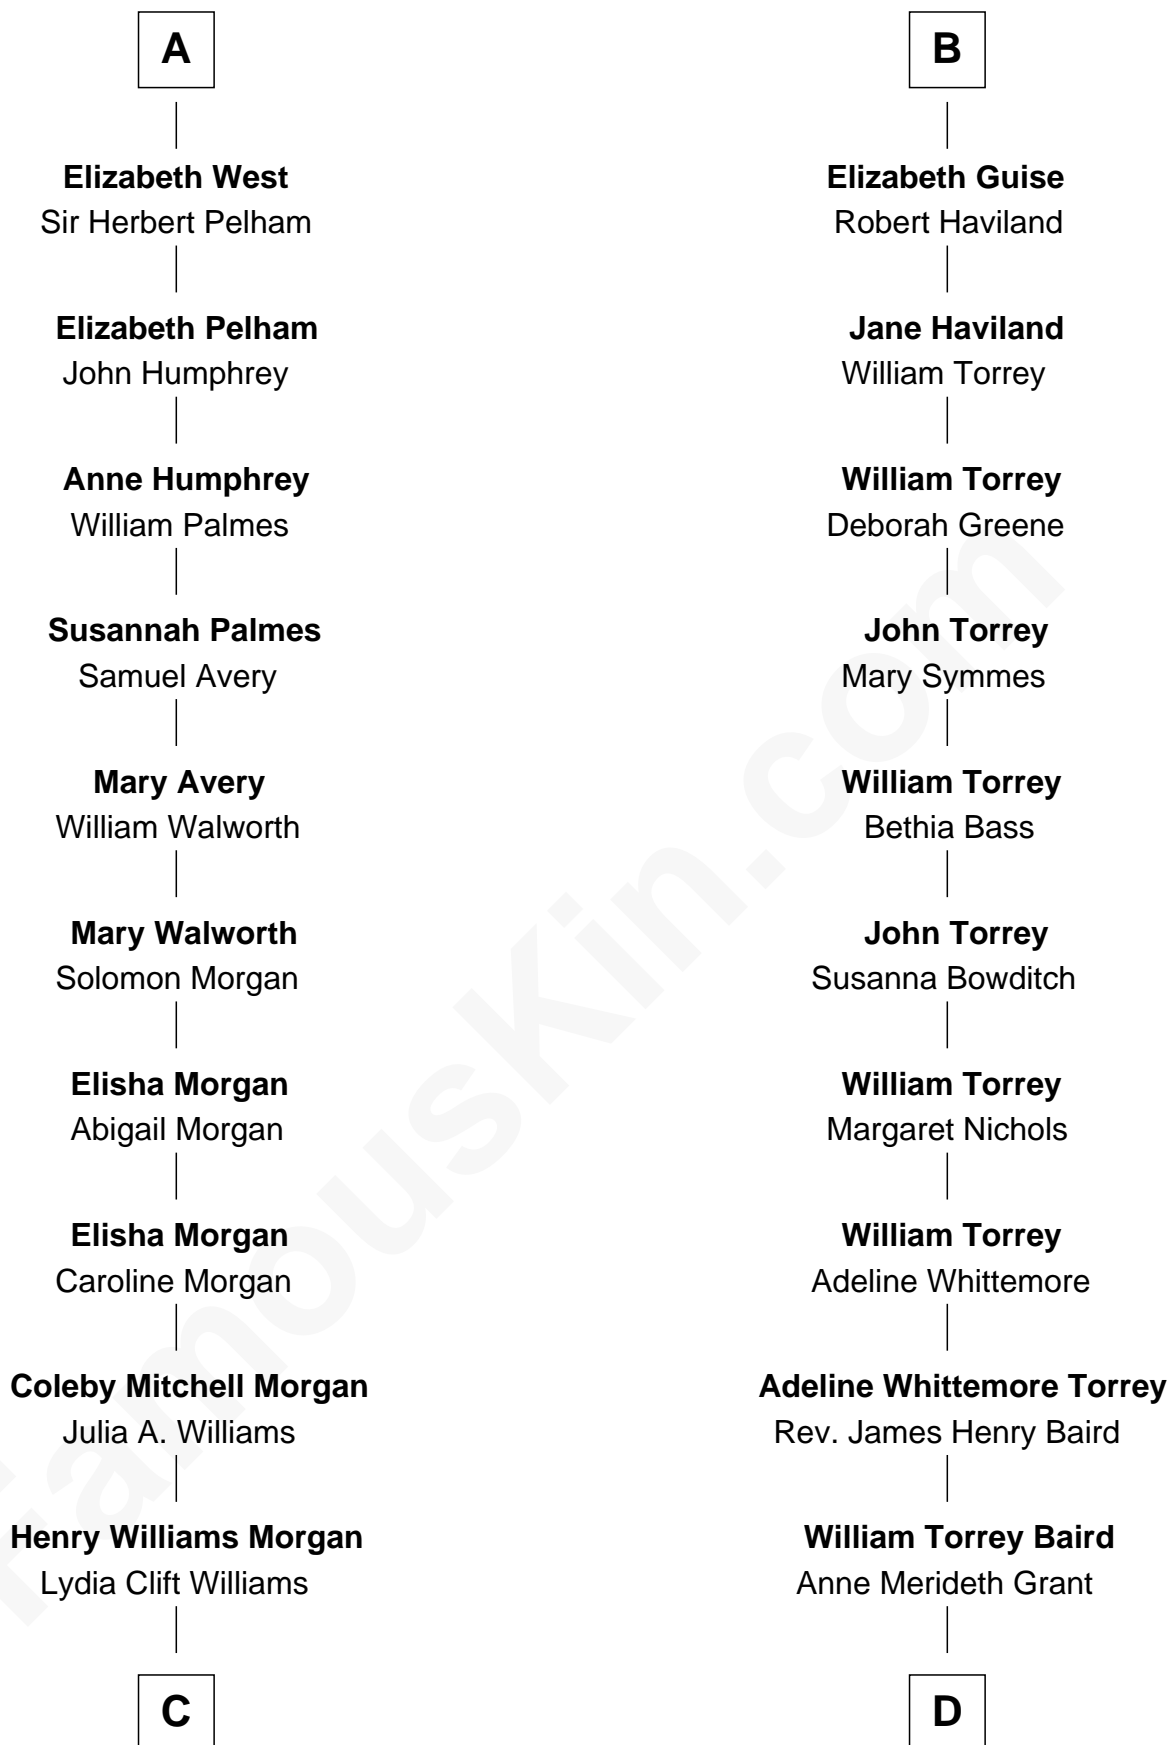 A
Elizabeth West
Sir Herbert Pelham
Elizabeth Pelham
John Humphrey
Anne Humphrey
William Palmes
Susannah Palmes
Samuel Avery
Mary Avery
William Walworth
Mary Walworth
Solomon Morgan
Elisha Morgan
Abigail Morgan
Elisha Morgan
Caroline Morgan
Coleby Mitchell Morgan
Julia A. Williams
Henry Williams Morgan
Lydia Clift Williams
C
B
Elizabeth Guise
Robert Haviland
Jane Haviland
William Torrey
William Torrey
Deborah Greene
John Torrey
Mary Symmes
William Torrey
Bethia Bass
John Torrey
Susanna Bowditch
William Torrey
Margaret Nichols
William Torrey
Adeline Whittemore
Adeline Whittemore Torrey
Rev. James Henry Baird
William Torrey Baird
Anne Merideth Grant
D
FamousKin.com